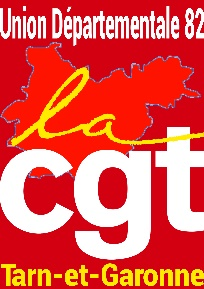 Union Départementale 82
la
cgt
Tarn-et-Garonne